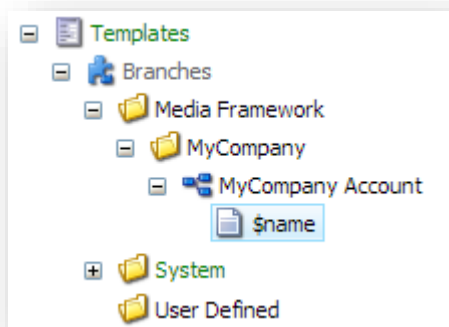 Templates
Branches
Media Framework
MyCompany
MyCompany Account
$name
System
User Defined